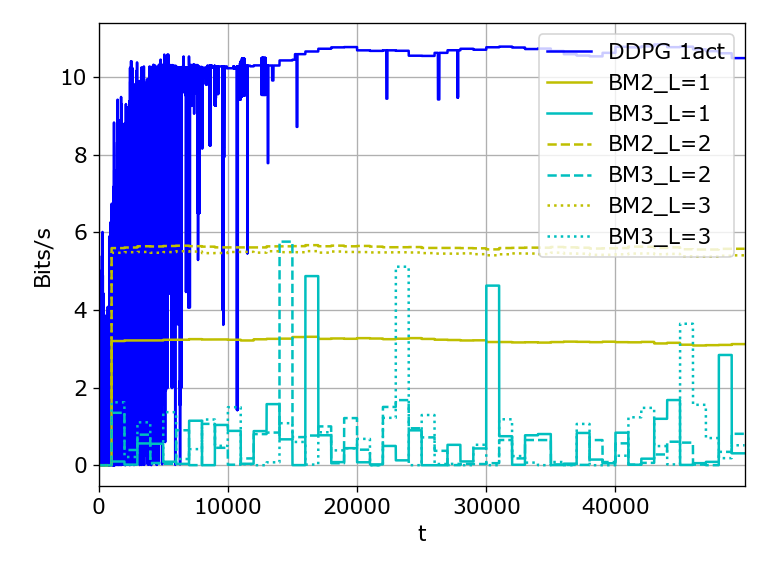 10
8
6
4
2
0
Bits/s
0 10000 20000 30000 40000
t
DDPG 1act
BM2_L=1
BM3_L=1
BM2_L=2
BM3_L=2
BM2_L=3
BM3_L=3